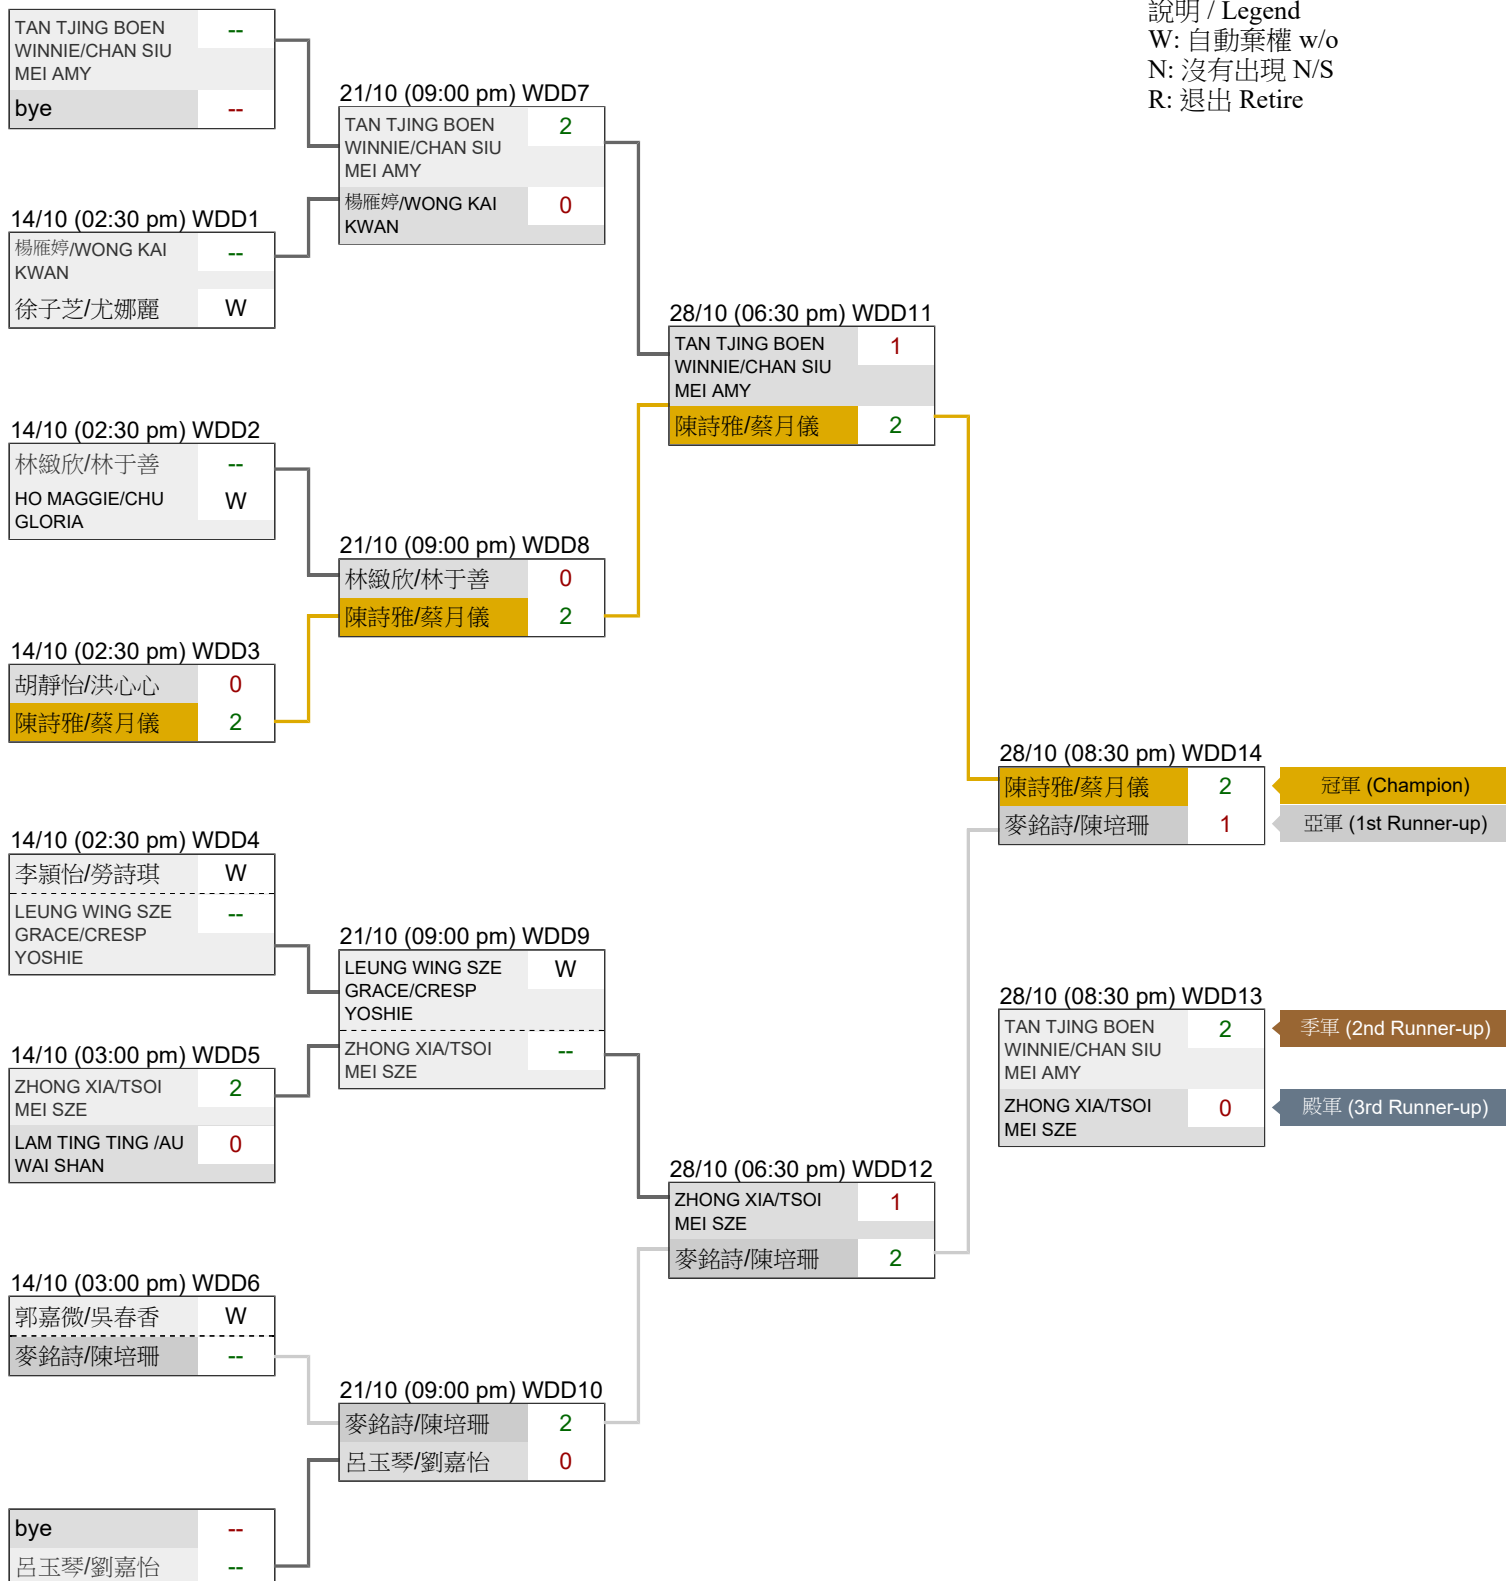 說明 / Legend
W: 自動棄權 w/o
N: 沒有出現 N/S
R: 退出 Retire
TAN TJING BOEN
WINNIE/CHAN SIU
MEI AMY
--
bye
--
14/10 (02:30 pm) WDD1
楊雁婷/WONG KAI
KWAN
--
徐子芝/尤娜麗
W
14/10 (02:30 pm) WDD2
林緻欣/林于善
--
HO MAGGIE/CHU
GLORIA
W
14/10 (02:30 pm) WDD3
胡靜怡/洪心心
0
陳詩雅/蔡月儀
2
14/10 (02:30 pm) WDD4
李穎怡/勞詩琪
W
LEUNG WING SZE
GRACE/CRESP
YOSHIE
--
14/10 (03:00 pm) WDD5
ZHONG XIA/TSOI
MEI SZE
2
LAM TING TING /AU
WAI SHAN
0
14/10 (03:00 pm) WDD6
郭嘉微/吳春香
W
麥銘詩/陳培珊
--
bye
--
呂玉琴/劉嘉怡
--
21/10 (09:00 pm) WDD7
TAN TJING BOEN
WINNIE/CHAN SIU
MEI AMY
2
楊雁婷/WONG KAI
KWAN
0
21/10 (09:00 pm) WDD8
林緻欣/林于善
0
陳詩雅/蔡月儀
2
21/10 (09:00 pm) WDD9
LEUNG WING SZE
GRACE/CRESP
YOSHIE
W
ZHONG XIA/TSOI
MEI SZE
--
21/10 (09:00 pm) WDD10
麥銘詩/陳培珊
2
呂玉琴/劉嘉怡
0
28/10 (06:30 pm) WDD11
TAN TJING BOEN
WINNIE/CHAN SIU
MEI AMY
1
陳詩雅/蔡月儀
2
28/10 (06:30 pm) WDD12
ZHONG XIA/TSOI
MEI SZE
1
麥銘詩/陳培珊
2
28/10 (08:30 pm) WDD14
陳詩雅/蔡月儀
2
冠軍 (Champion)
麥銘詩/陳培珊
1
亞軍 (1st Runner-up)
28/10 (08:30 pm) WDD13
TAN TJING BOEN
WINNIE/CHAN SIU
MEI AMY
2
季軍 (2nd Runner-up)
ZHONG XIA/TSOI
MEI SZE
0
殿軍 (3rd Runner-up)